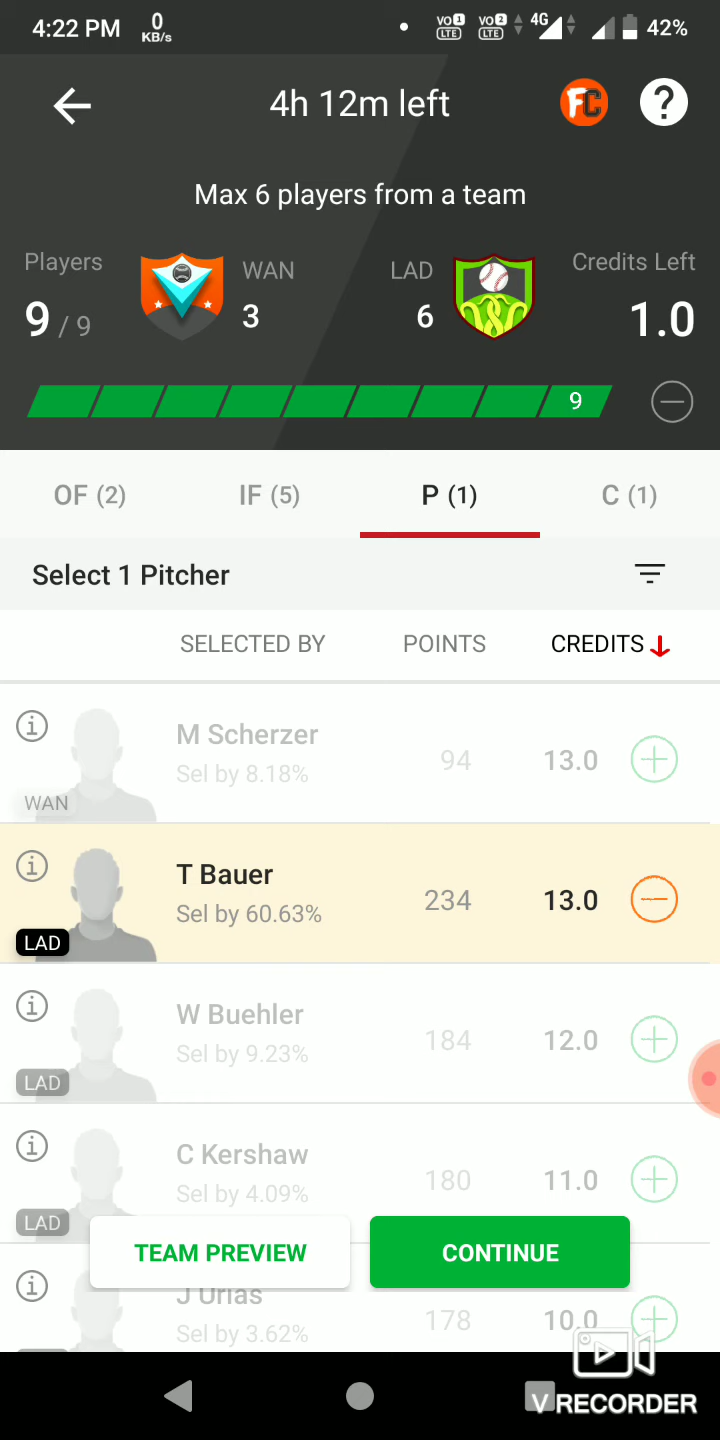 4:22 PM
0
KB/s
VO 1
LTE
VO 2
LTE
4G
42%
4h 12m left
FC
?
Max 6 players from a team
Players
9 / 9
WAN
3
LAD
6
Credits Left
1.0
9
OF (2)
IF (5)
P (1)
C (1)
Select 1 Pitcher
SELECTED BY
POINTS
CREDITS
M Scherzer
Sel by 8.18%
94
13.0
WAN
T Bauer
Sel by 60.63%
234
13.0
LAD
W Buehler
Sel by 9.23%
184
12.0
LAD
C Kershaw
Sel by 4.09%
180
11.0
LAD
TEAM PREVIEW
CONTINUE
J Urias
Sel by 3.62%
178
10.0
V RECORDER